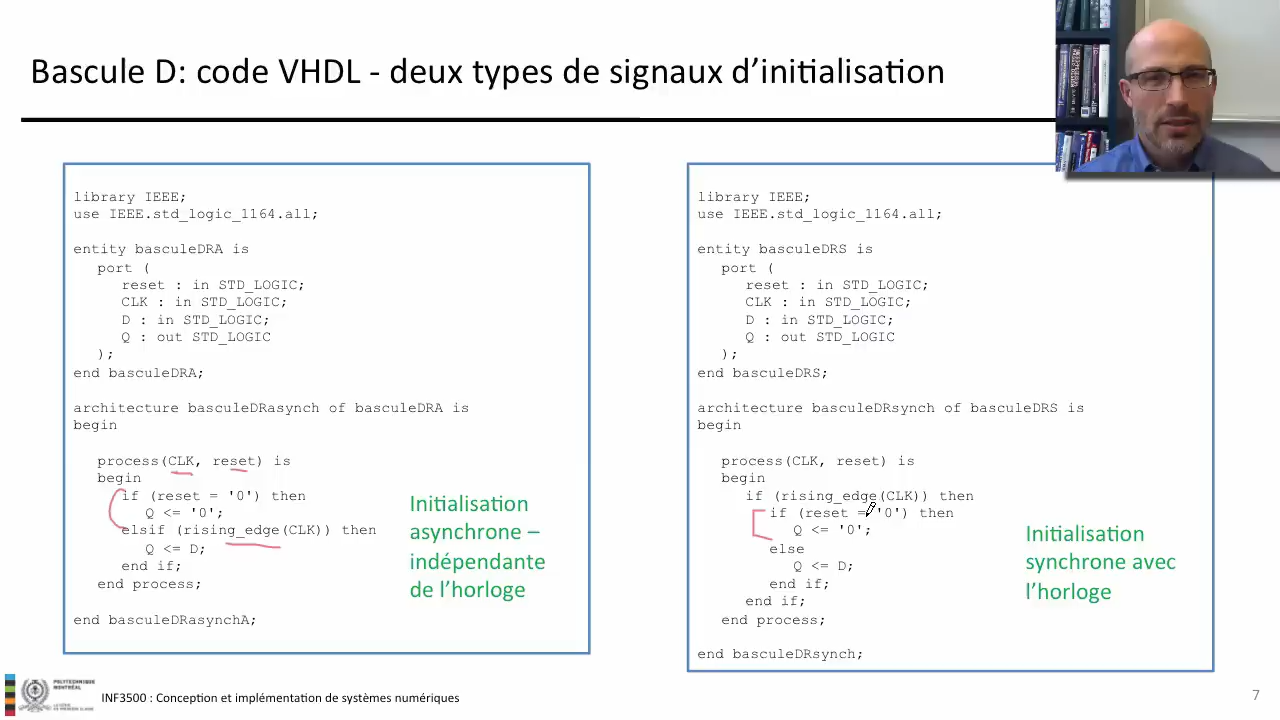 Bascule D: code VHDL - deux types de signaux d'initialisation
library IEEE;
use IEEE.std_logic_1164.all;
entity basculeDRA is
port (
reset : in STD_LOGIC;
CLK : in STD_LOGIC;
D : in STD_LOGIC;
Q : out STD_LOGIC
);
end basculeDRA;
architecture basculeDRasynch of basculeDRA is
begin
process(CLK, reset) is
begin
if (reset = '0') then
Q <= '0';
elsif (rising_edge(CLK)) then
Q <= D;
end if;
end process;
end basculeDRasynchA;
Initialisation
asynchrone –
indépendante
de l'horloge
library IEEE;
use IEEE.std_logic_1164.all;
entity basculeDRS is
port (
reset : in STD_LOGIC;
CLK : in STD_LOGIC;
D : in STD_LOGIC;
Q : out STD_LOGIC
);
end basculeDRS;
architecture basculeDRsynch of basculeDRS is
begin
process(CLK, reset) is
begin
if (rising_edge(CLK)) then
if (reset = '0') then
Q <= '0';
else
Q <= D;
end if;
end if;
end process;
end basculeDRsynch;
Initialisation
synchrone avec
l'horloge
POLYTECHNIQUE
MONTRÉAL
INF3500 : Conception et implémentation de systèmes numériques
7